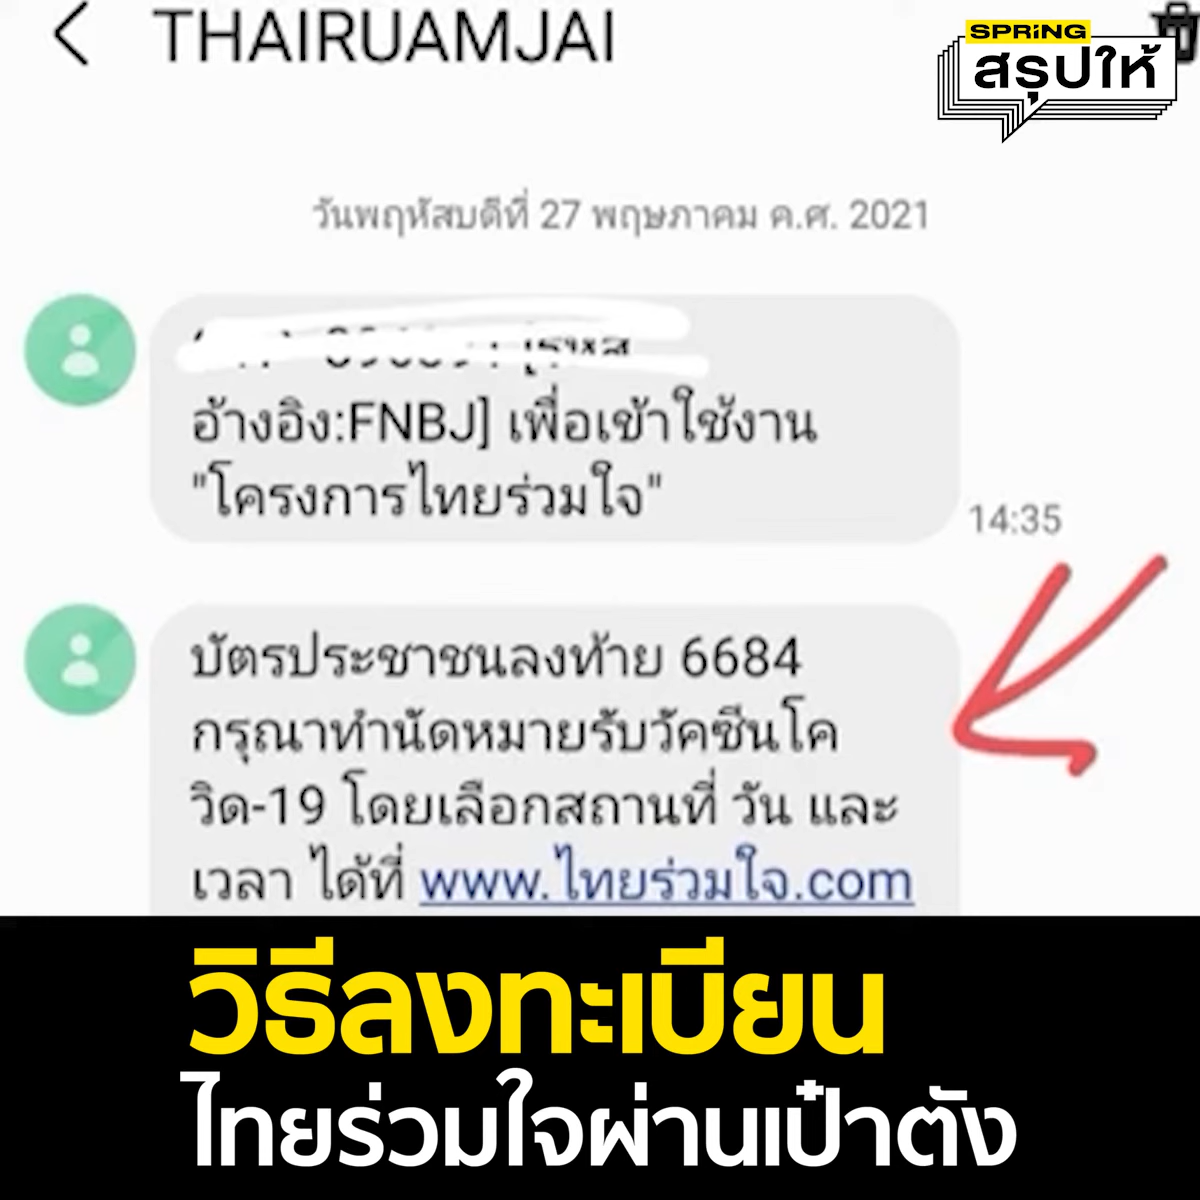 THAIRUAMJAI
SPRiNG
สรุปให้
วันพฤหัสบดีที่ 27 พฤษภาคม ค.ศ. 2021
[รหัส
อ้างอิง:FNBJ] เพื่อเข้าใช้งาน
"โครงการไทยร่วมใจ"
14:35
บัตรประชาชนลงท้าย 6684
กรุณาทำนัดหมายรับวัคซีนโค
วิด-19 โดยเลือกสถานที่ วัน และ
เวลา ได้ที่ www.ไทยร่วมใจ.com
วิธีลงทะเบียน
ไทยร่วมใจผ่านเป๋าตัง